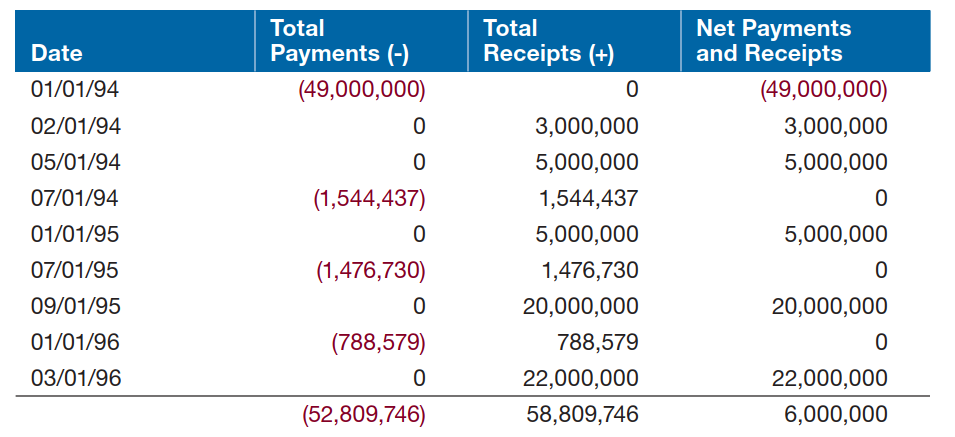 Date Total Payments (-) Total Receipts (+) Net Payments and Receipts
01/01/94 (49,000,000) 0 (49,000,000)
02/01/94 0 3,000,000 3,000,000
05/01/94 0 5,000,000 5,000,000
07/01/94 (1,544,437) 1,544,437 0
01/01/95 0 5,000,000 5,000,000
07/01/95 (1,476,730) 1,476,730 0
09/01/95 0 20,000,000 20,000,000
01/01/96 (788,579) 788,579 0
03/01/96 0 22,000,000 22,000,000
(52,809,746) 58,809,746 6,000,000